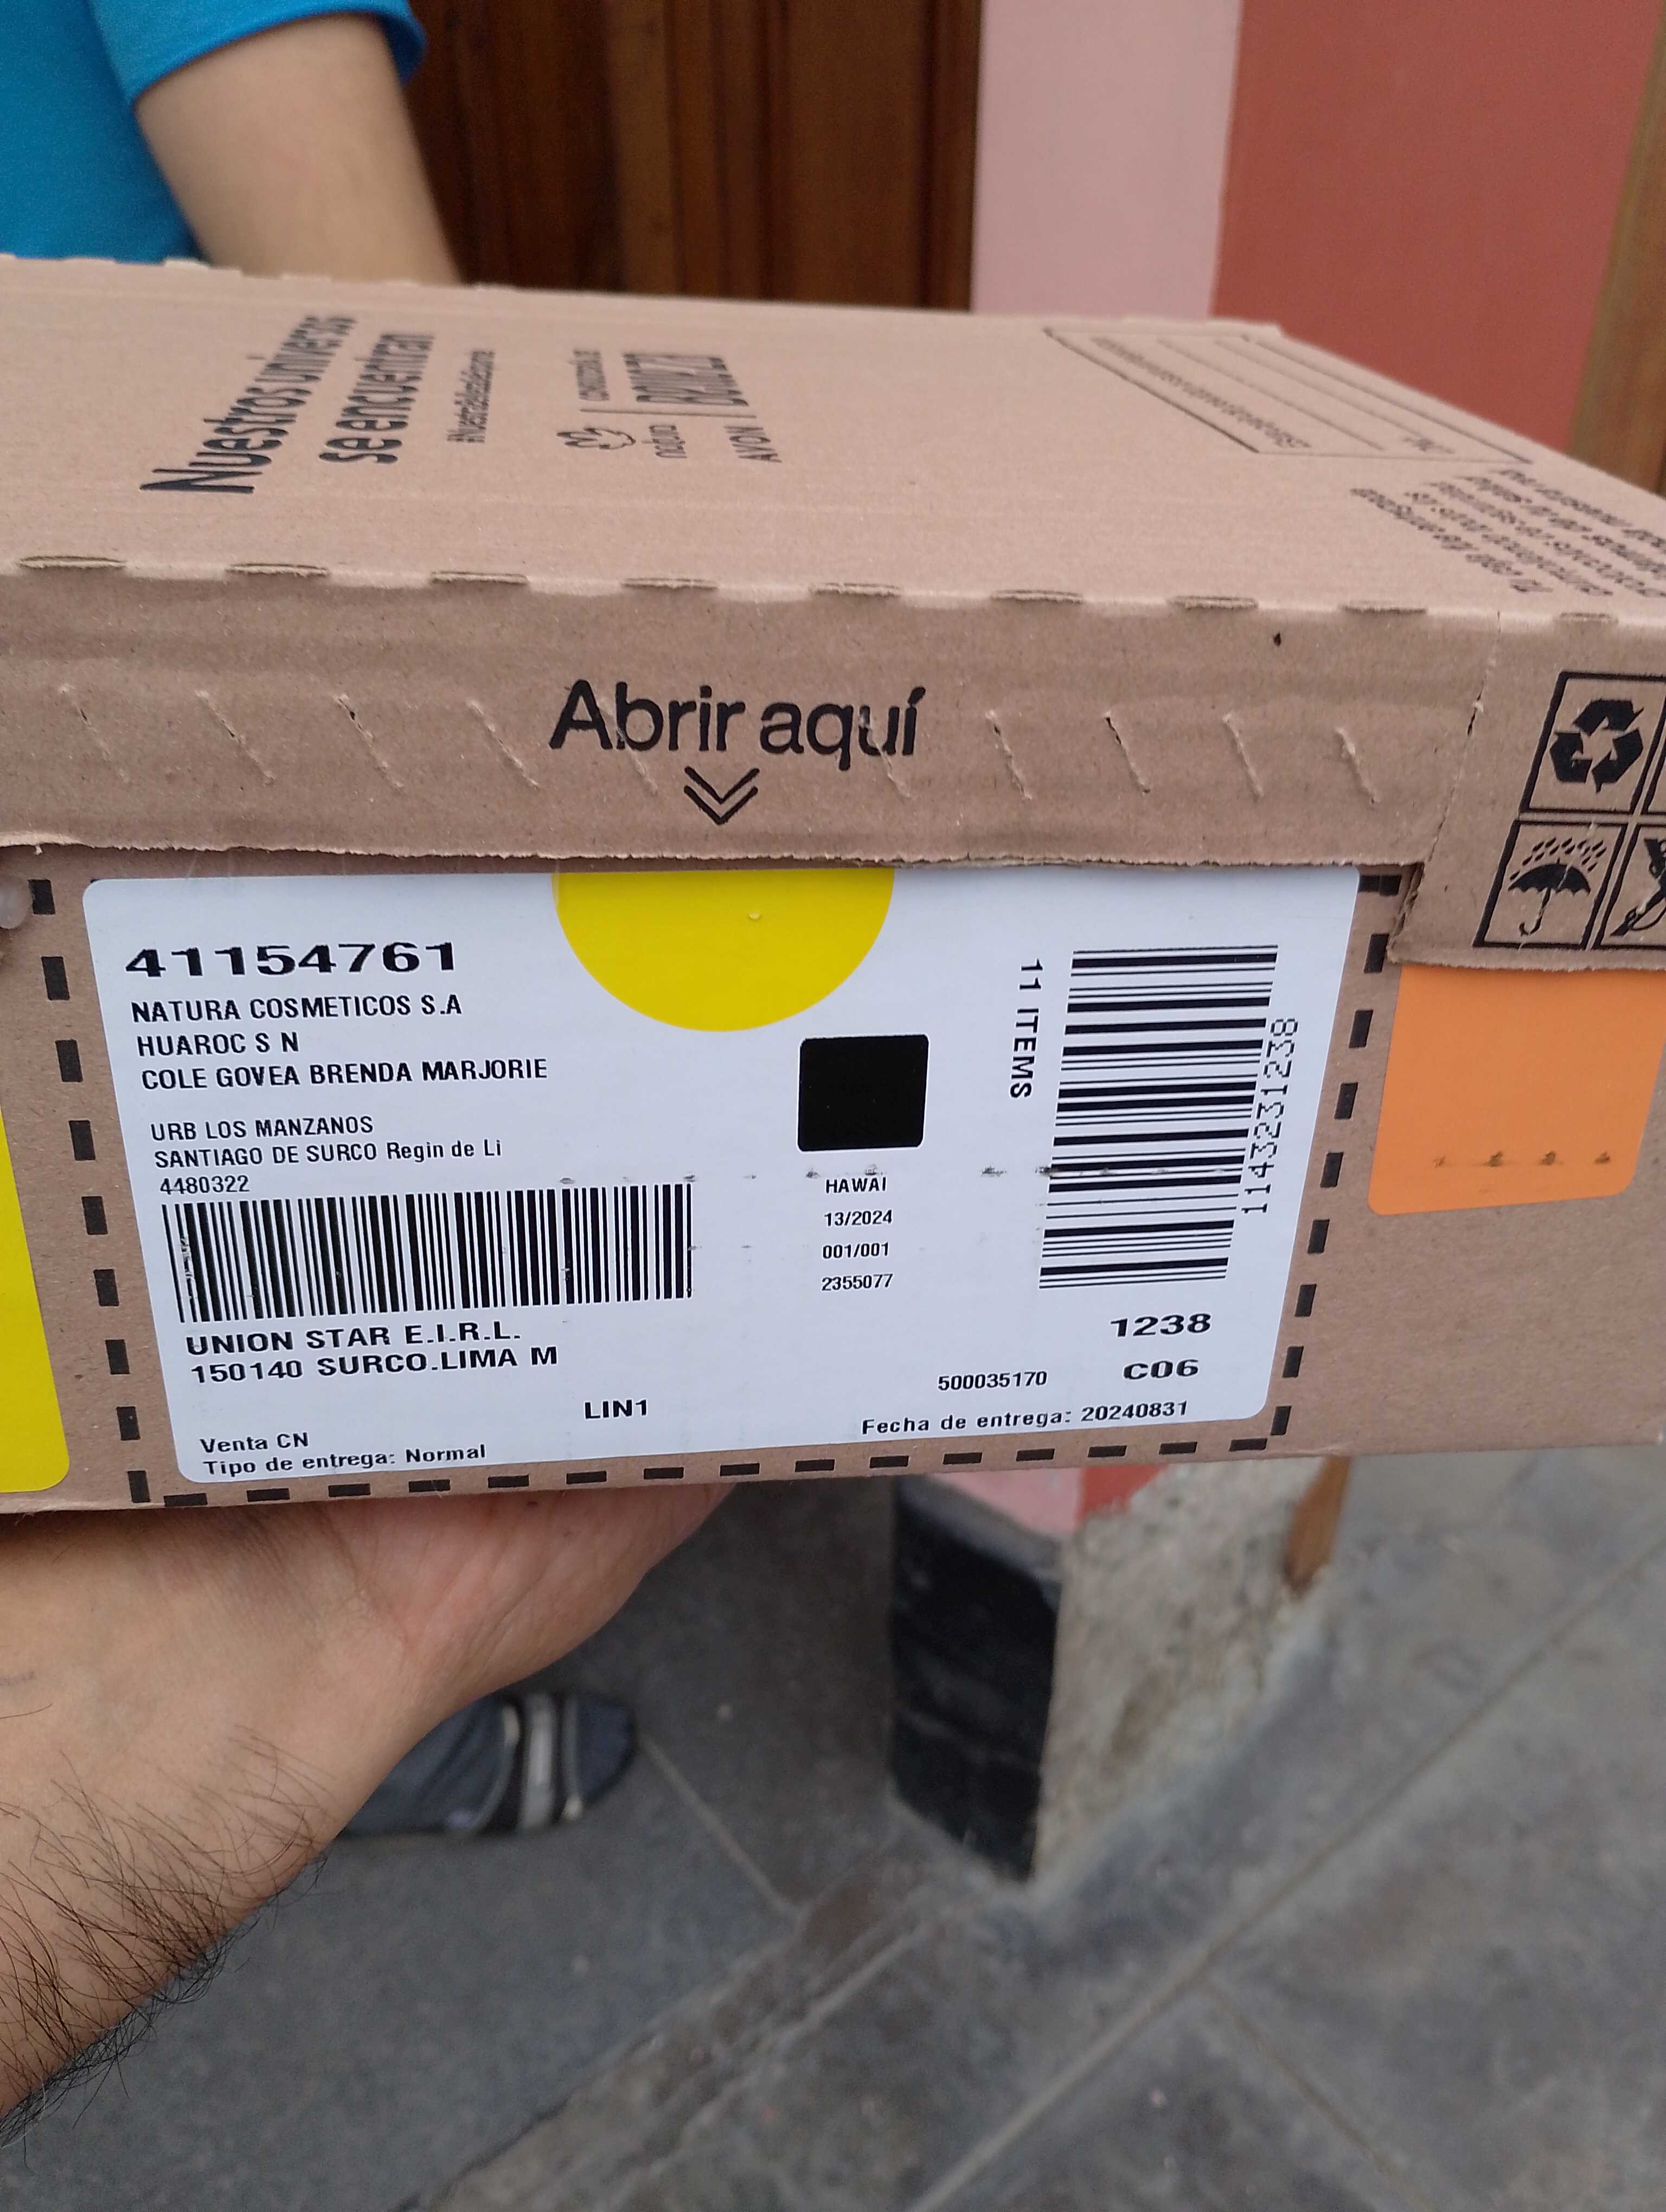 Nuestros universos
se encuentran
natura
AVON
Abrir aquí
41154761
NATURA COSMETICOS S.A
HUAROC S N
COLE GOVEA BRENDA MARJORIE
URB LOS MANZANOS
SANTIAGO DE SURCO Regin de Li
4480322
UNION STAR E.I.R.L.
150140 SURCO.LIMA M
LIN1
Venta CN
Tipo de entrega: Normal
HAWAI
13/2024
001/001
2355077
11 ITEMS
1143231238
1238
C06
500035170
Fecha de entrega: 20240831